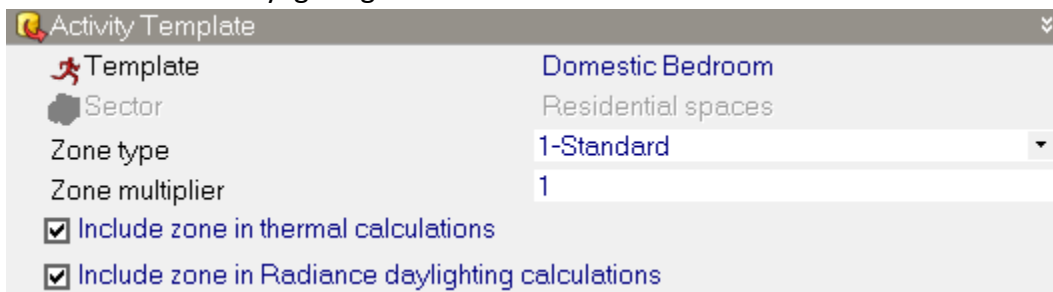 Activity Template
Template Domestic Bedroom
Sector Residential spaces
Zone type 1-Standard
Zone multiplier 1
Include zone in thermal calculations
Include zone in Radiance daylighting calculations